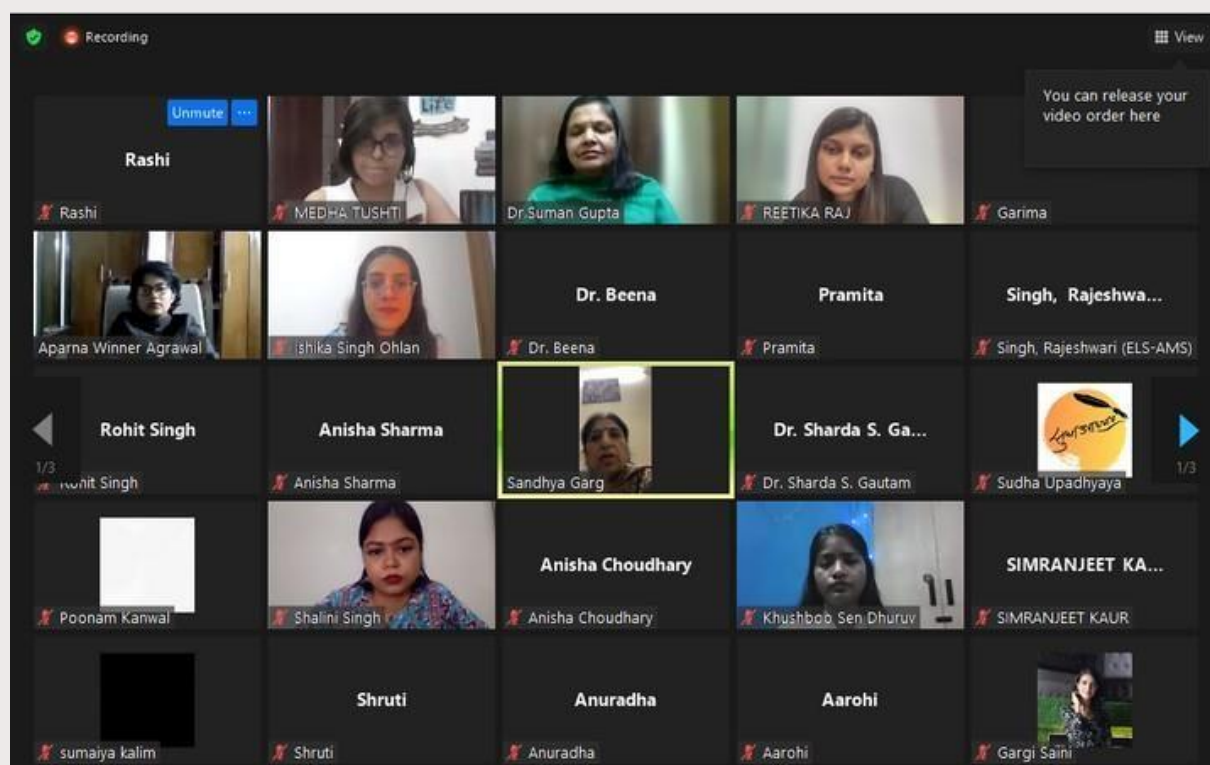 Recording
View
You can release your
video order here
Unmute ...
Rashi
Rashi
Life
MEDHA TUSHTI
Dr.Suman Gupta
REETIKA RAJ
Garima
Aparna Winner Agrawal
ishika Singh Ohlan
Dr. Beena
Dr. Beena
Pramita
Pramita
Singh, Rajeshwa...
Singh, Rajeshwari (ELS-AMS)
1/3
Rohit Singh
Rohit Singh
Anisha Sharma
Anisha Sharma
Sandhya Garg
Dr. Sharda S. Ga...
Dr. Sharda S. Gautam
Sudha Upadhyaya
1/3
Poonam Kanwal
Shalini Singh
Anisha Choudhary
Anisha Choudhary
Khushboo Sen Dhuruv
SIMRANJEET KA...
SIMRANJEET KAUR
sumaiya kalim
Shruti
Shruti
Anuradha
Anuradha
Aarohi
Aarohi
Gargi Saini